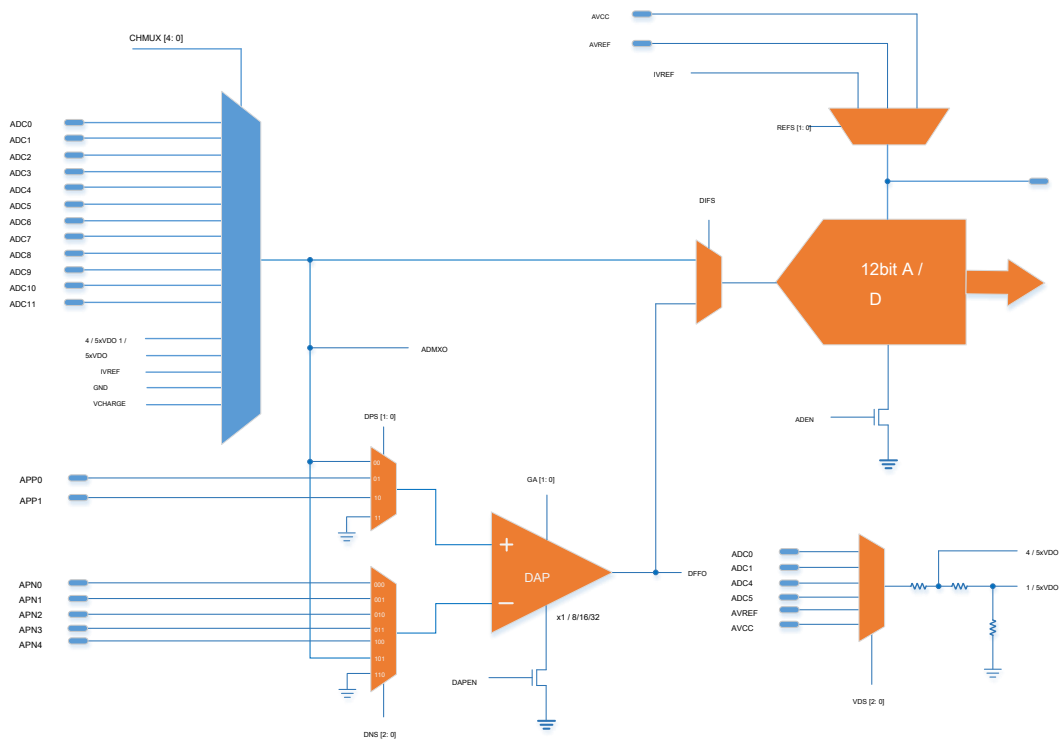 AVCC
CHMUX [4: 0]
AVREF
IVREF
ADC0
ADC1
ADC2
ADC3
ADC4
ADC5
ADC6
ADC7
ADC8
ADC9
ADC10
ADC11
REFS [1: 0]
DIFS
12bit A /
D
4 / 5xVDO 1 /
5xVDO
IVREF
GND
VCHARGE
ADMXO
ADEN
DPS [1: 0]
00
01
10
11
APP0
APP1
GA [1: 0]
+
DAP
−
x1 / 8/16/32
DFFO
APN0
APN1
APN2
APN3
APN4
000
001
010
011
100
101
110
DAPEN
DNS [2: 0]
ADC0
ADC1
ADC4
ADC5
AVREF
AVCC
4 / 5xVDO
1 / 5xVDO
VDS [2: 0]